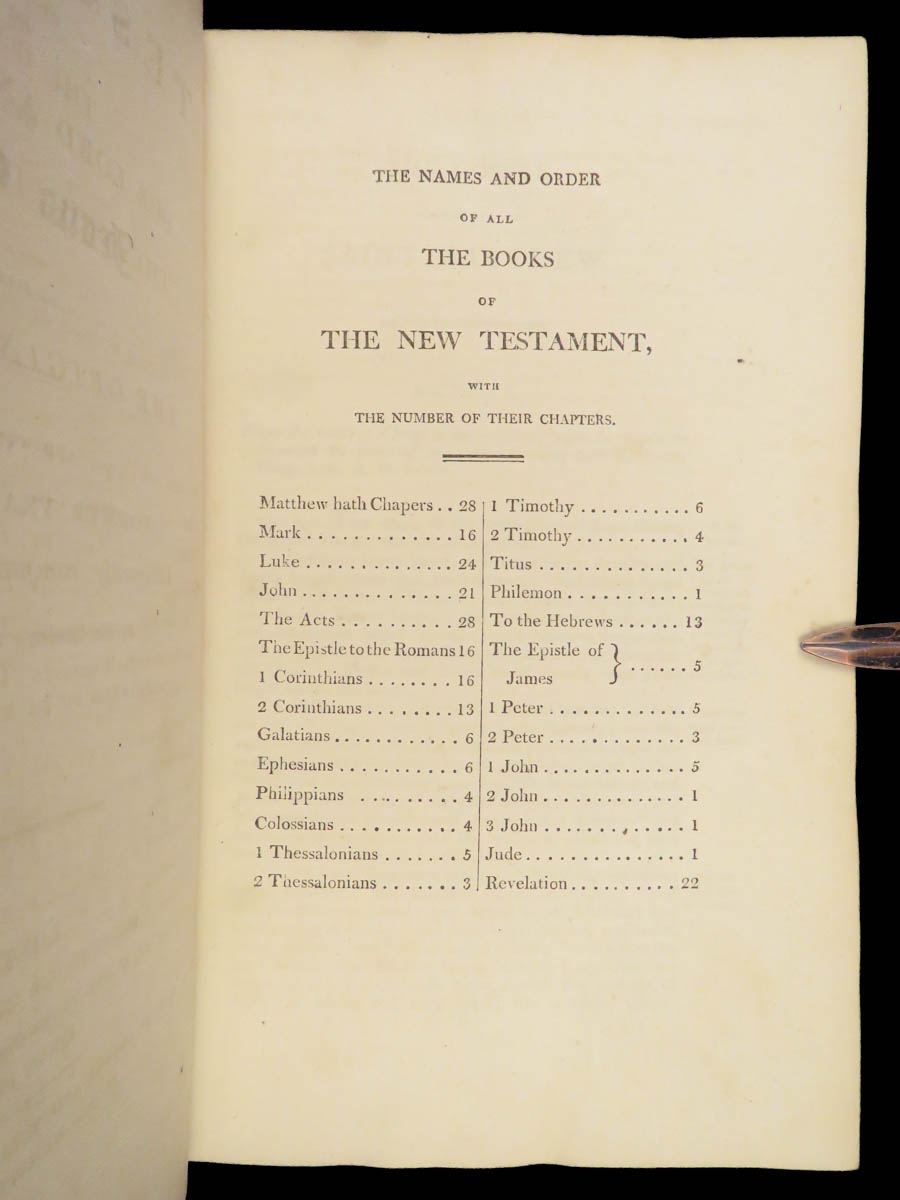 THE NAMES AND ORDER
OF ALL
THE BOOKS
OF
THE NEW TESTAMENT,
WITH
THE NUMBER OF THEIR CHAPTERS.
Matthew hath Chapers . . 28
Mark . . . . . . . . . . . . . 16
Luke . . . . . . . . . . . . . . 24
John . . . . . . . . . . . . . . 21
The Acts . . . . . . . . . . 28
The Epistle to the Romans 16
1 Corinthians . . . . . . . . 16
2 Corinthians . . . . . . . . 13
Galatians . . . . . . . . . . . . 6
Ephesians . . . . . . . . . . . 6
Philippians . . . . . . . . . 4
Colossians . . . . . . . . . . . 4
1 Thessalonians . . . . . . . 5
2 Thessalonians . . . . . . . 3
1 Timothy . . . . . . . . . . . 6
2 Timothy . . . . . . . . . . . 4
Titus . . . . . . . . . . . . . . 3
Philemon . . . . . . . . . . . 1
To the Hebrews . . . . . . 13
The Epistle of
James } . . . . . . 5
1 Peter . . . . . . . . . . . . . 5
2 Peter . . . . . . . . . . . . . 3
1 John . . . . . . . . . . . . . 5
2 John . . . . . . . . . . . . . 1
3 John . . . . . . . . . . . . . 1
Jude . . . . . . . . . . . . . . . 1
Revelation . . . . . . . . . . 22